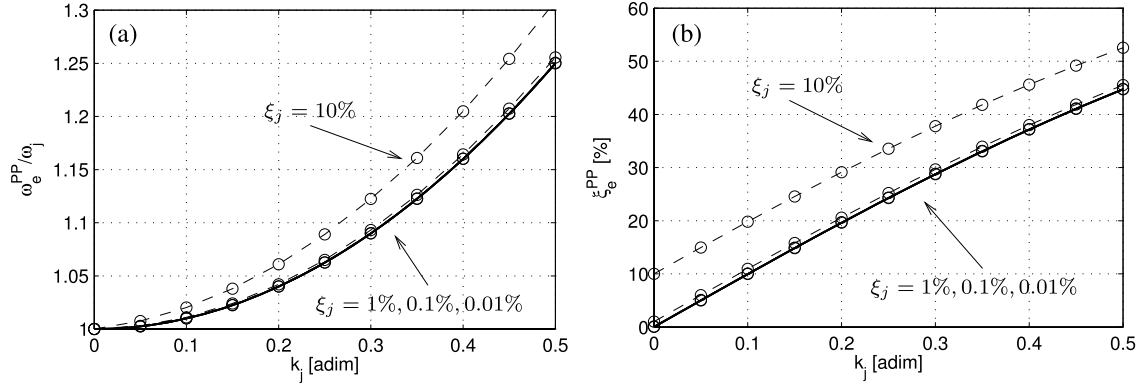 (a)
1.3
1.25
1.2
1.15
1.1
1.05
1
ω_e^PP/ω_j
ξ_j = 10%
ξ_j = 1%, 0.1%, 0.01%
0 0.1 0.2 0.3 0.4 0.5
k_j [adim]
(b)
60
50
40
30
20
10
0
ξ_e^PP [%]
ξ_j = 10%
ξ_j = 1%, 0.1%, 0.01%
0 0.1 0.2 0.3 0.4 0.5
k_j [adim]